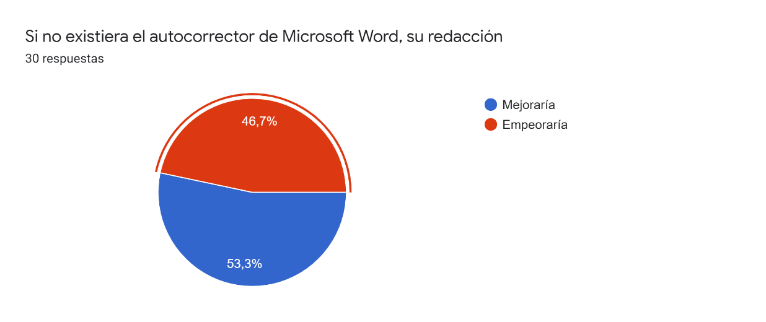 Si no existiera el autocorrector de Microsoft Word, su redacción
30 respuestas
46,7%
53,3%
Mejoraría
Empeoraría